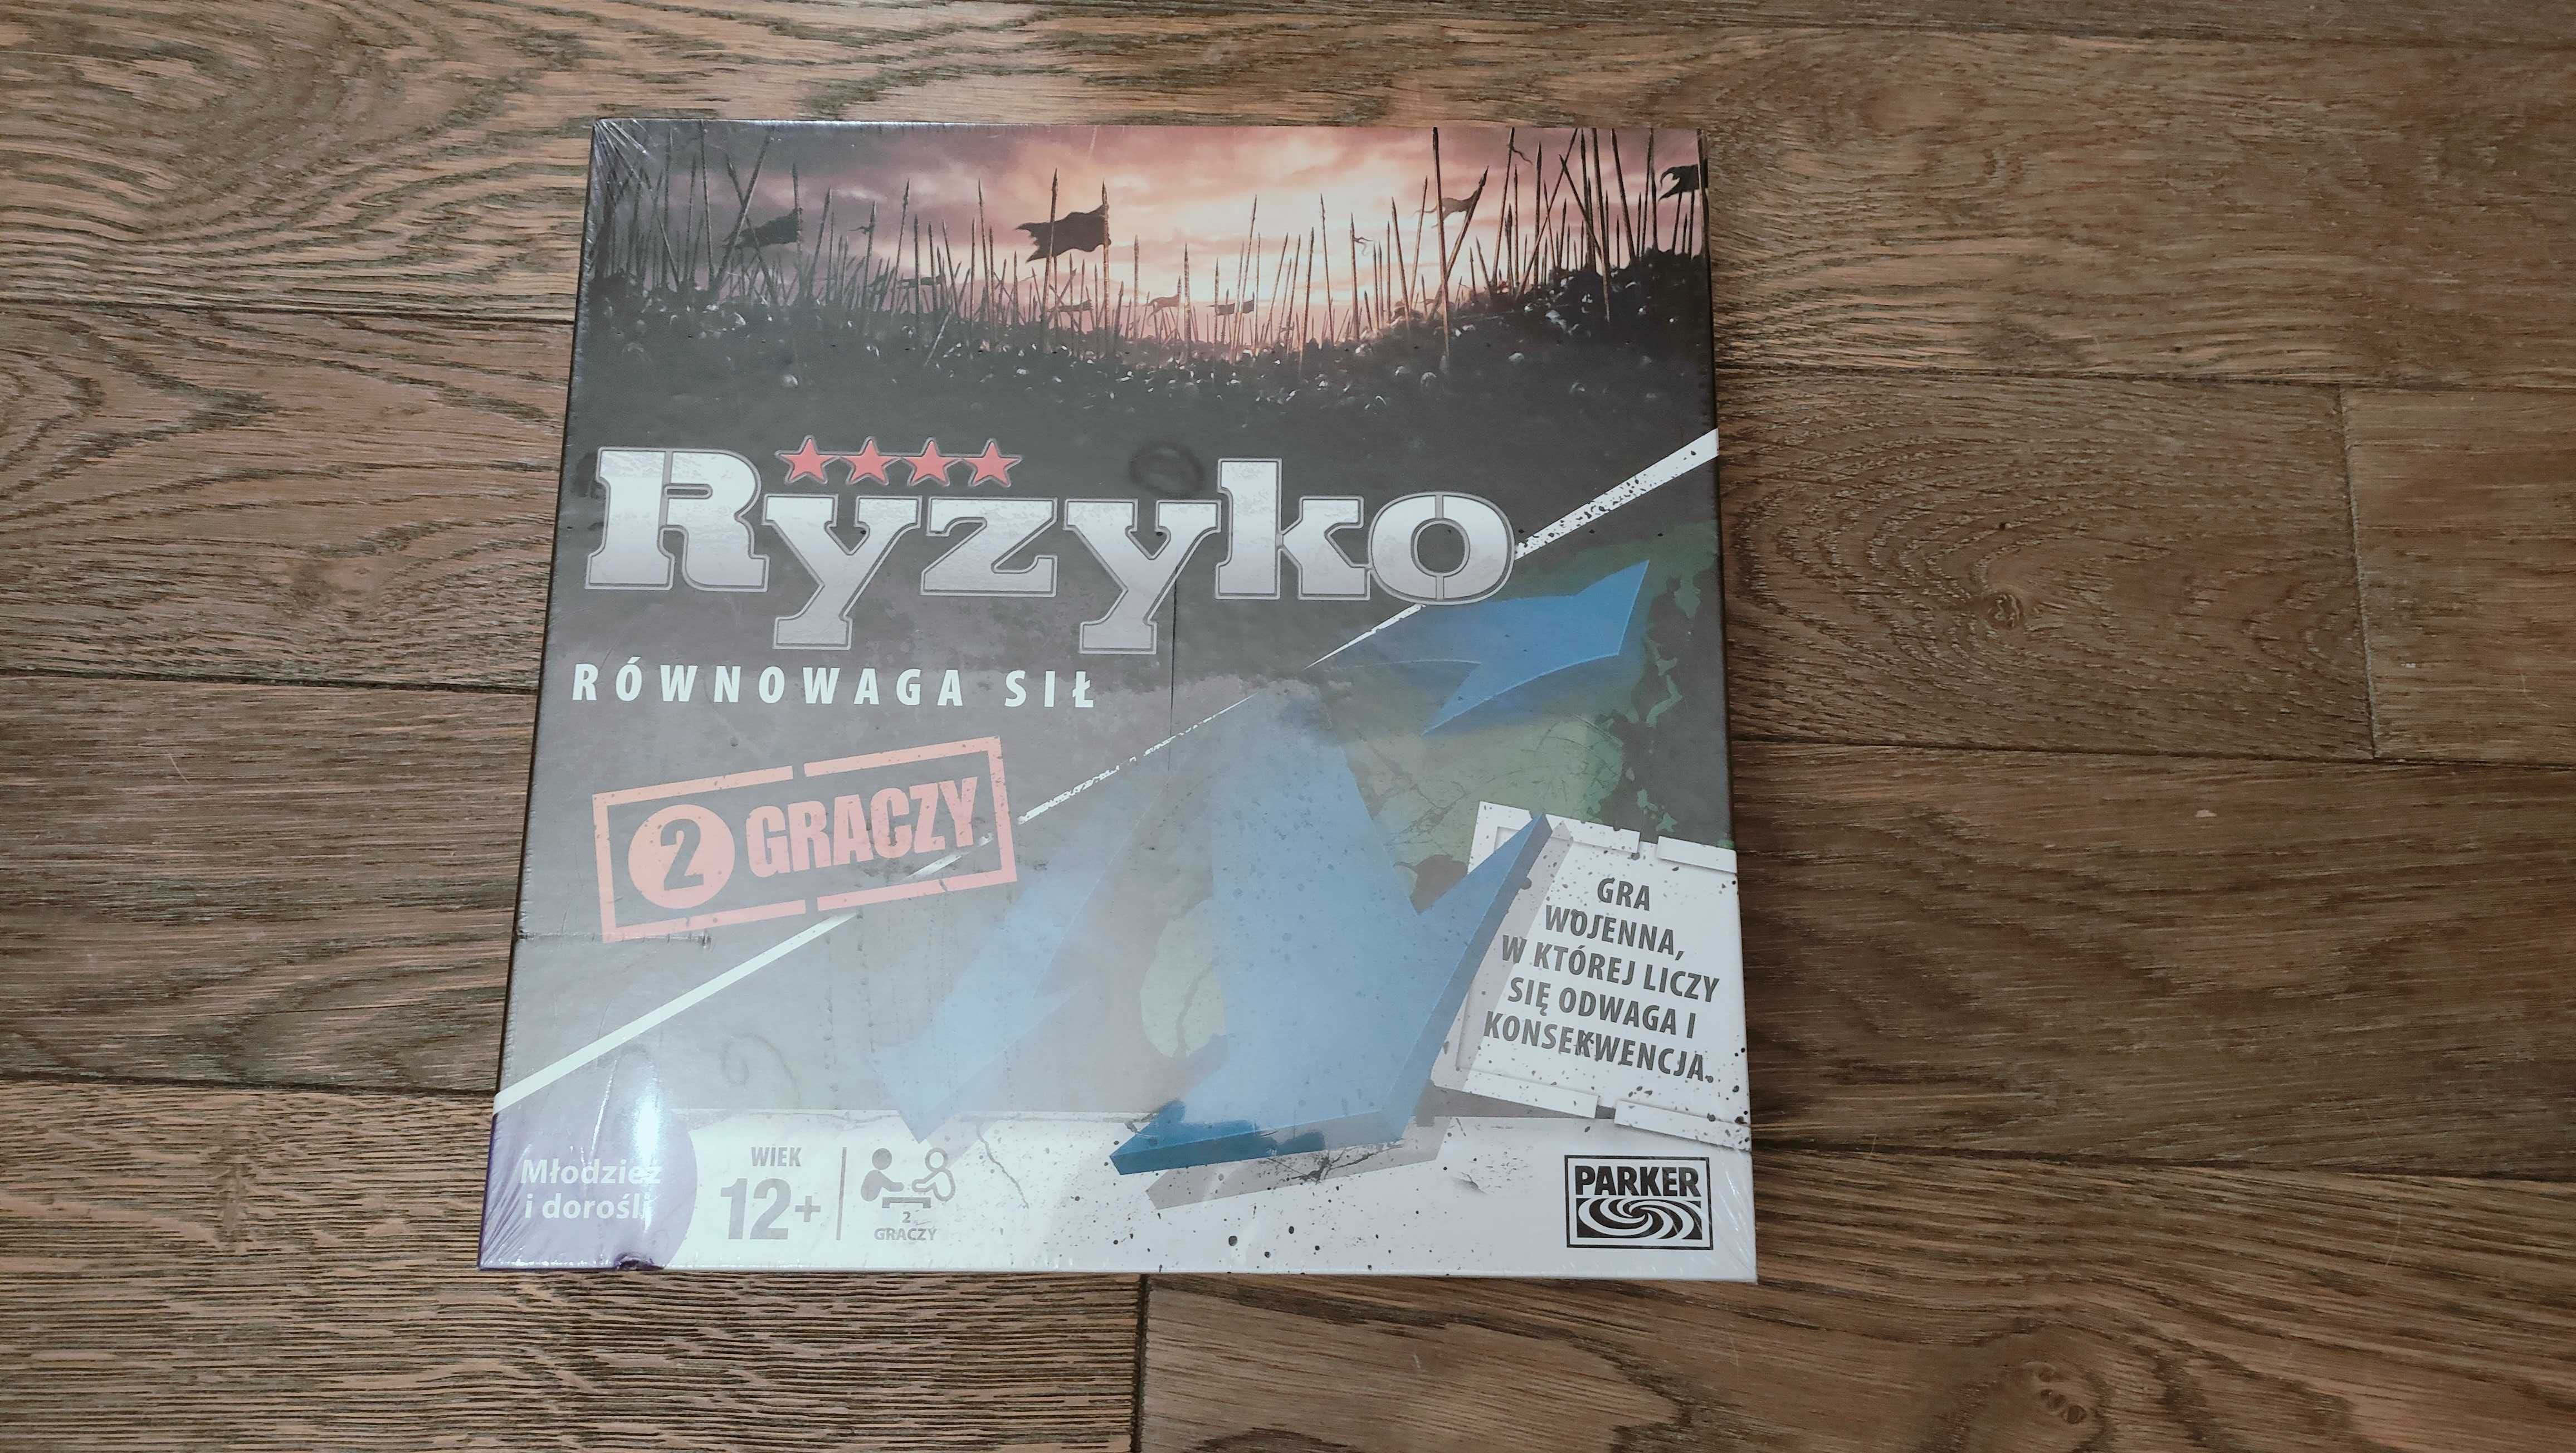 Ryzyko
RÓWNOWAGA SIŁ
2 GRACZY
GRA
WOJENNA,
W KTÓREJ LICZY
SIĘ ODWAGA I
KONSEKWENCJA.
Młodzież
i dorośli
WIEK
12+
2
GRACZY
PARKER